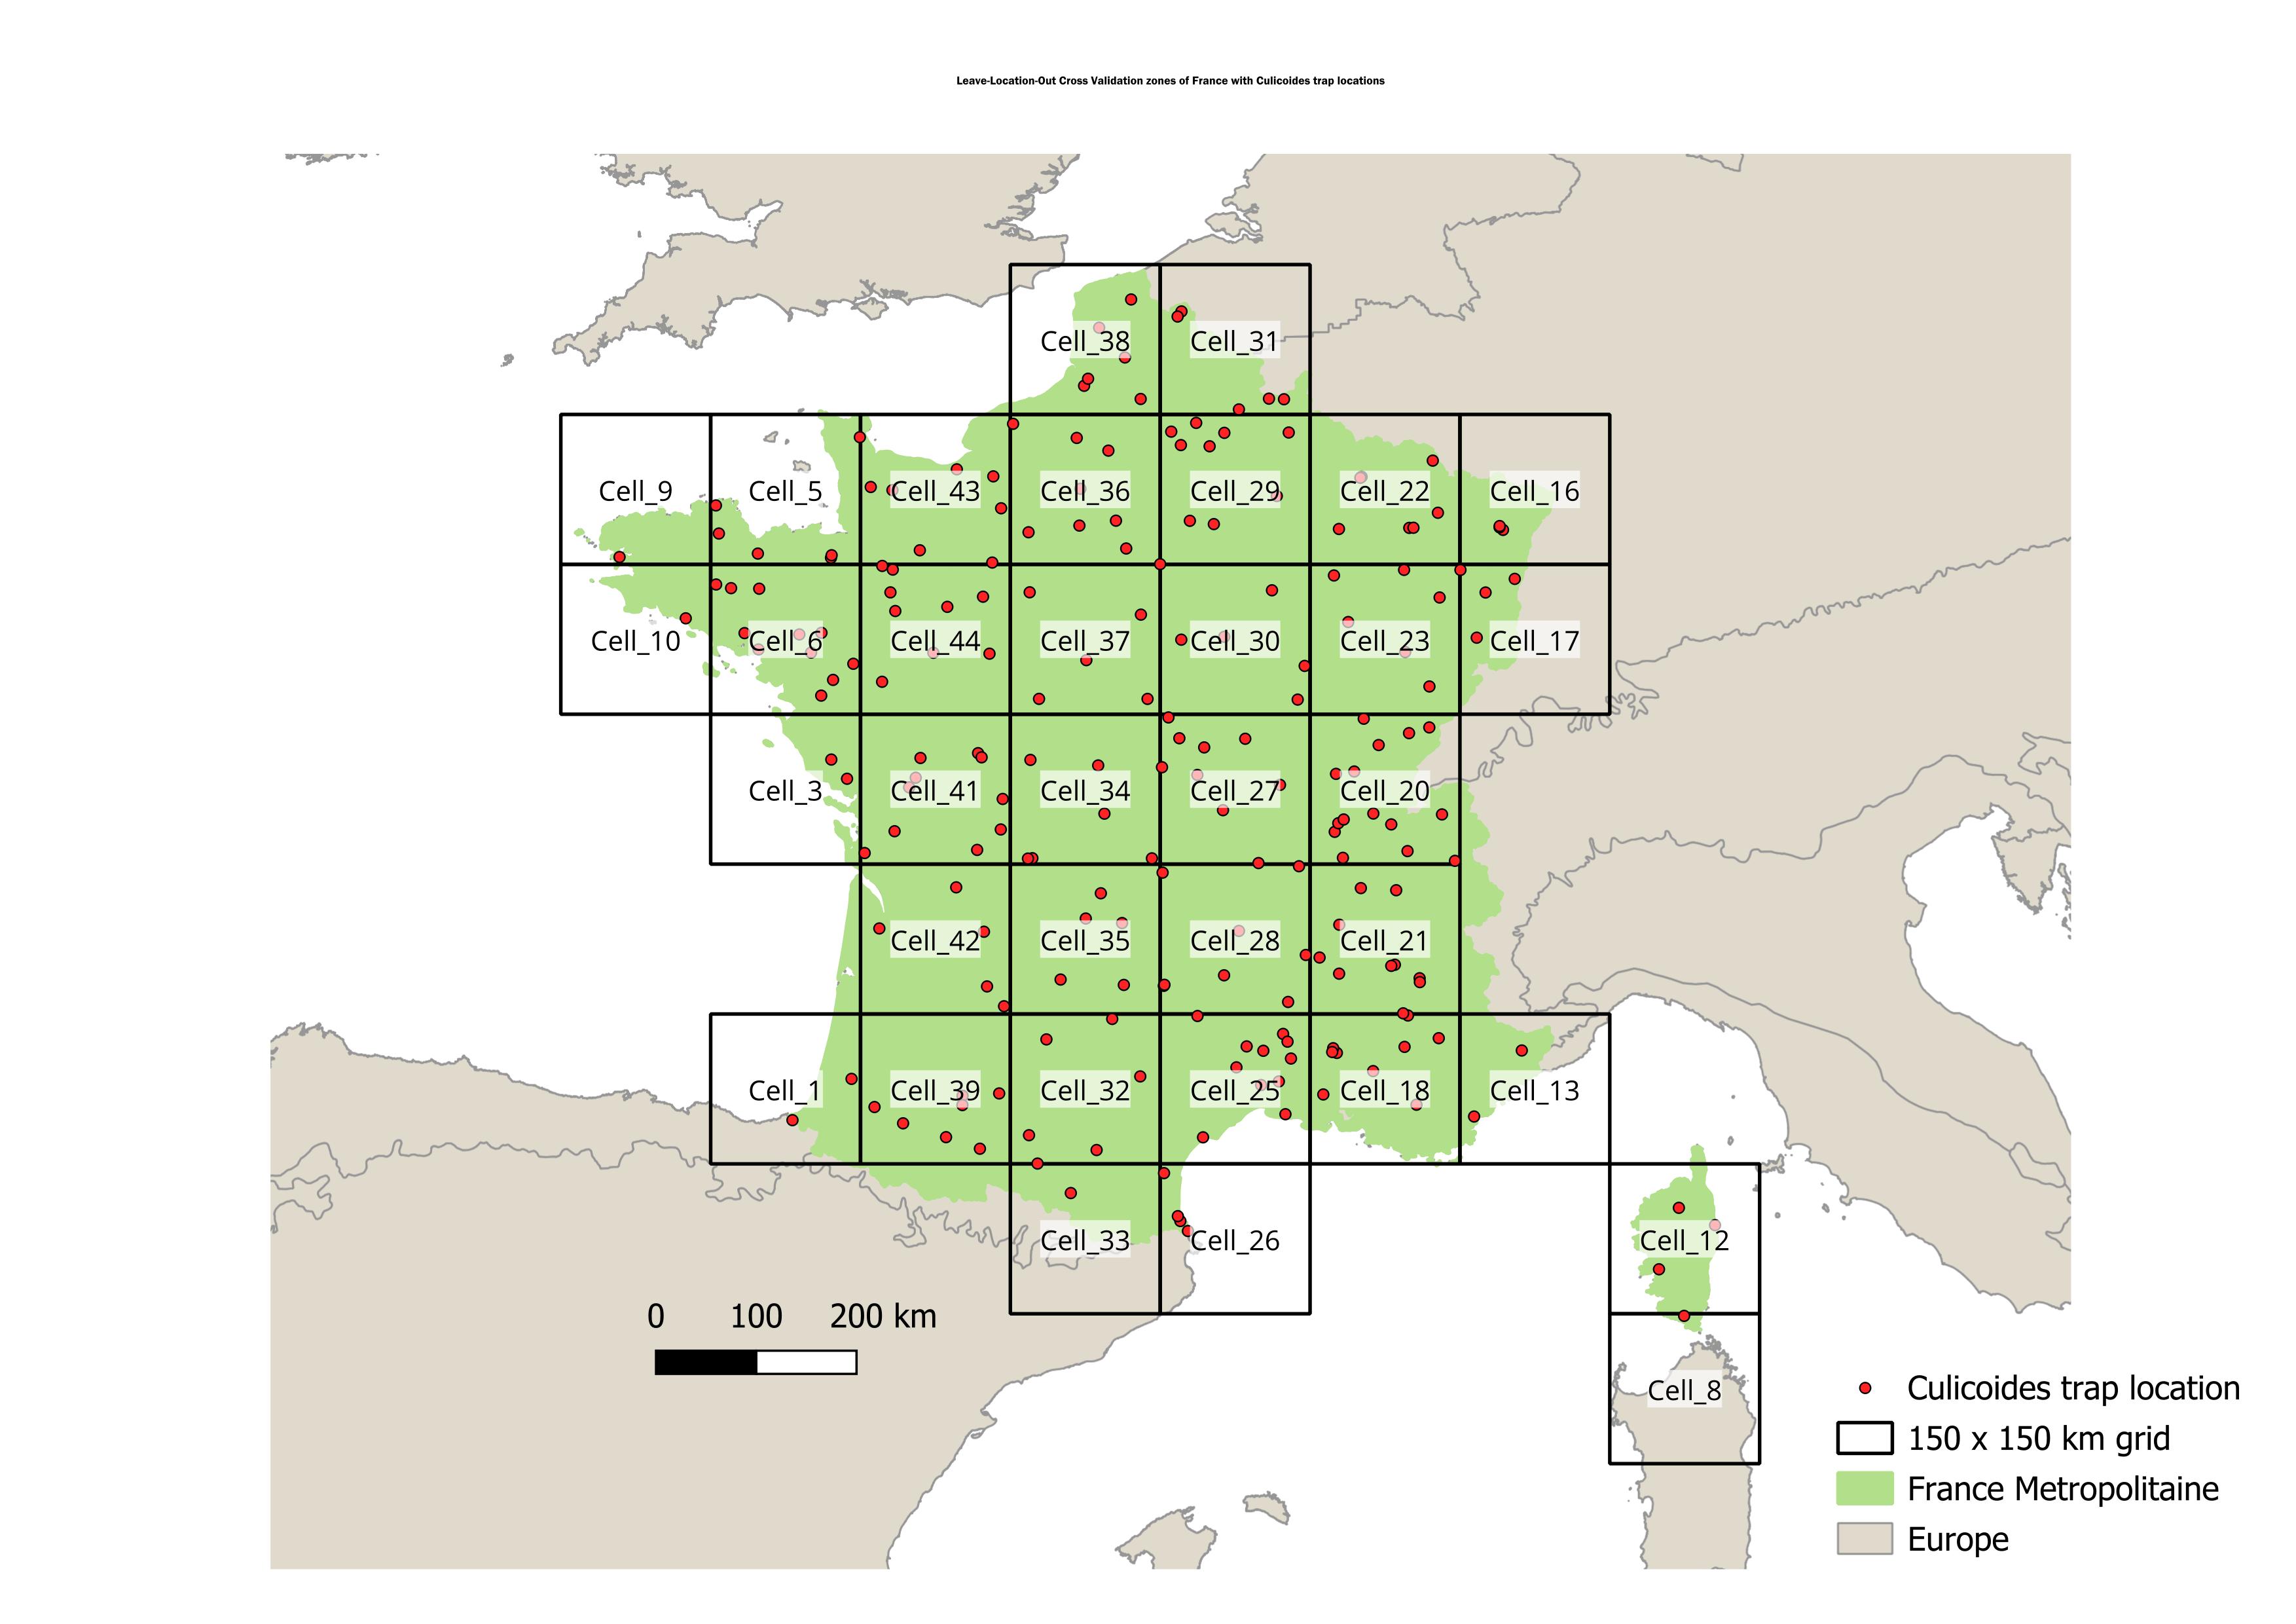 Leave-Location-Out Cross Validation zones of France with Culicoides trap locations
Cell_38 Cell_31
Cell_9 Cell_5 Cell_43 Cell_36 Cell_29 Cell_22 Cell_16
Cell_10 Cell_6 Cell_44 Cell_37 Cell_30 Cell_23 Cell_17
Cell_3 Cell_41 Cell_34 Cell_27 Cell_20
Cell_42 Cell_35 Cell_28 Cell_21
Cell_1 Cell_39 Cell_32 Cell_25 Cell_18 Cell_13
Cell_33 Cell_26 Cell_12
0 100 200 km
Cell_8
Culicoides trap location
150 x 150 km grid
France Metropolitaine
Europe